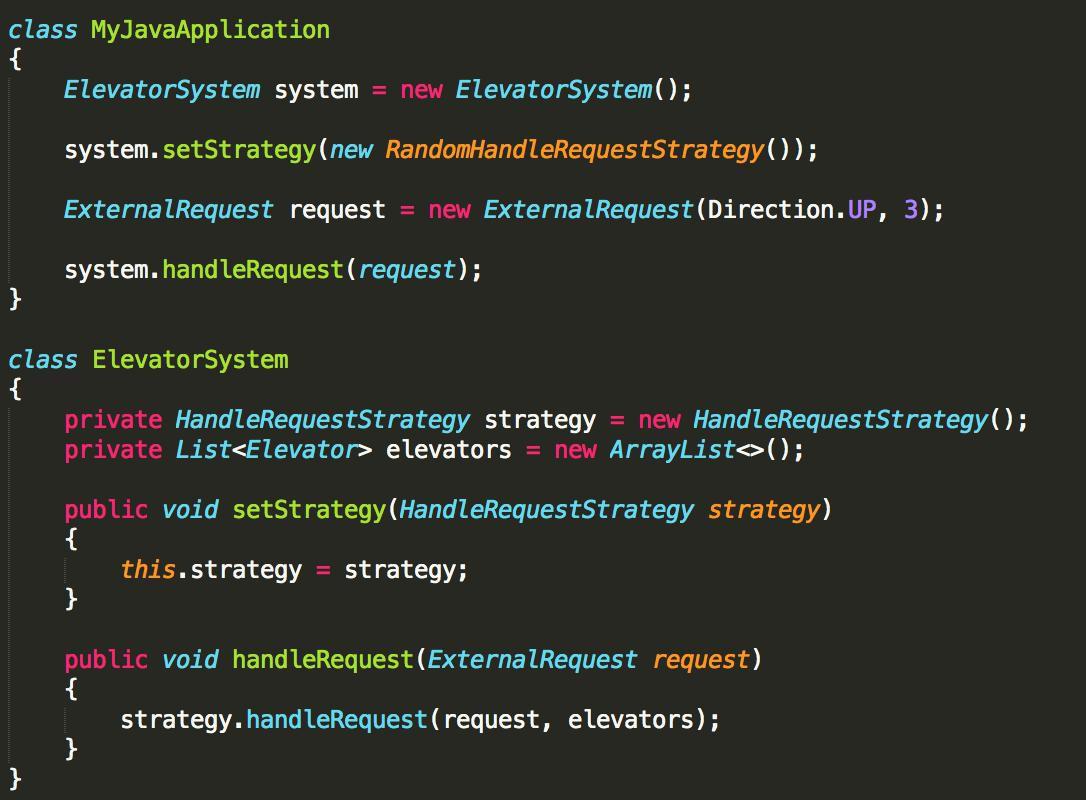 class MyJavaApplication
{
    ElevatorSystem system = new ElevatorSystem();

    system.setStrategy(new RandomHandleRequestStrategy());

    ExternalRequest request = new ExternalRequest(Direction.UP, 3);

    system.handleRequest(request);
}

class ElevatorSystem
{
    private HandleRequestStrategy strategy = new HandleRequestStrategy();
    private List<Elevator> elevators = new ArrayList<>();

    public void setStrategy(HandleRequestStrategy strategy)
    {
        this.strategy = strategy;
    }

    public void handleRequest(ExternalRequest request)
    {
        strategy.handleRequest(request, elevators);
    }
}